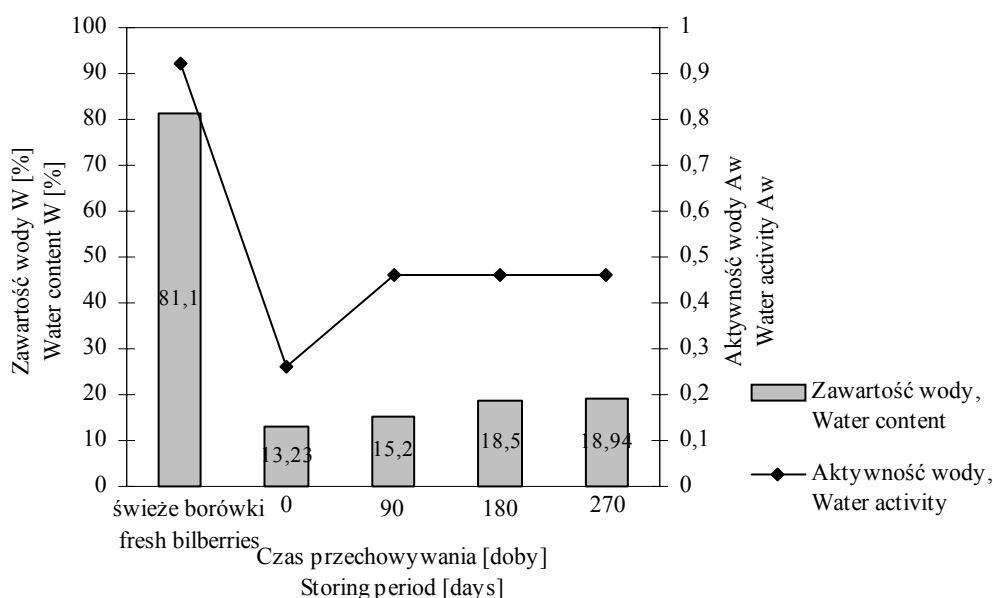 Zawartość wody W [%]
Water content W [%]
100
90
80
70
60
50
40
30
20
10
0
81,1
13,23
15,2
18,5
18,94
świeże borówki
fresh bilberries
0
90
180
270
Czas przechowywania [doby]
Storing period [days]
1
0,9
0,8
0,7
0,6
0,5
0,4
0,3
0,2
0,1
0
Aktywność wody Aw
Water activity Aw
Zawartość wody,
Water content
Aktywność wody,
Water activity